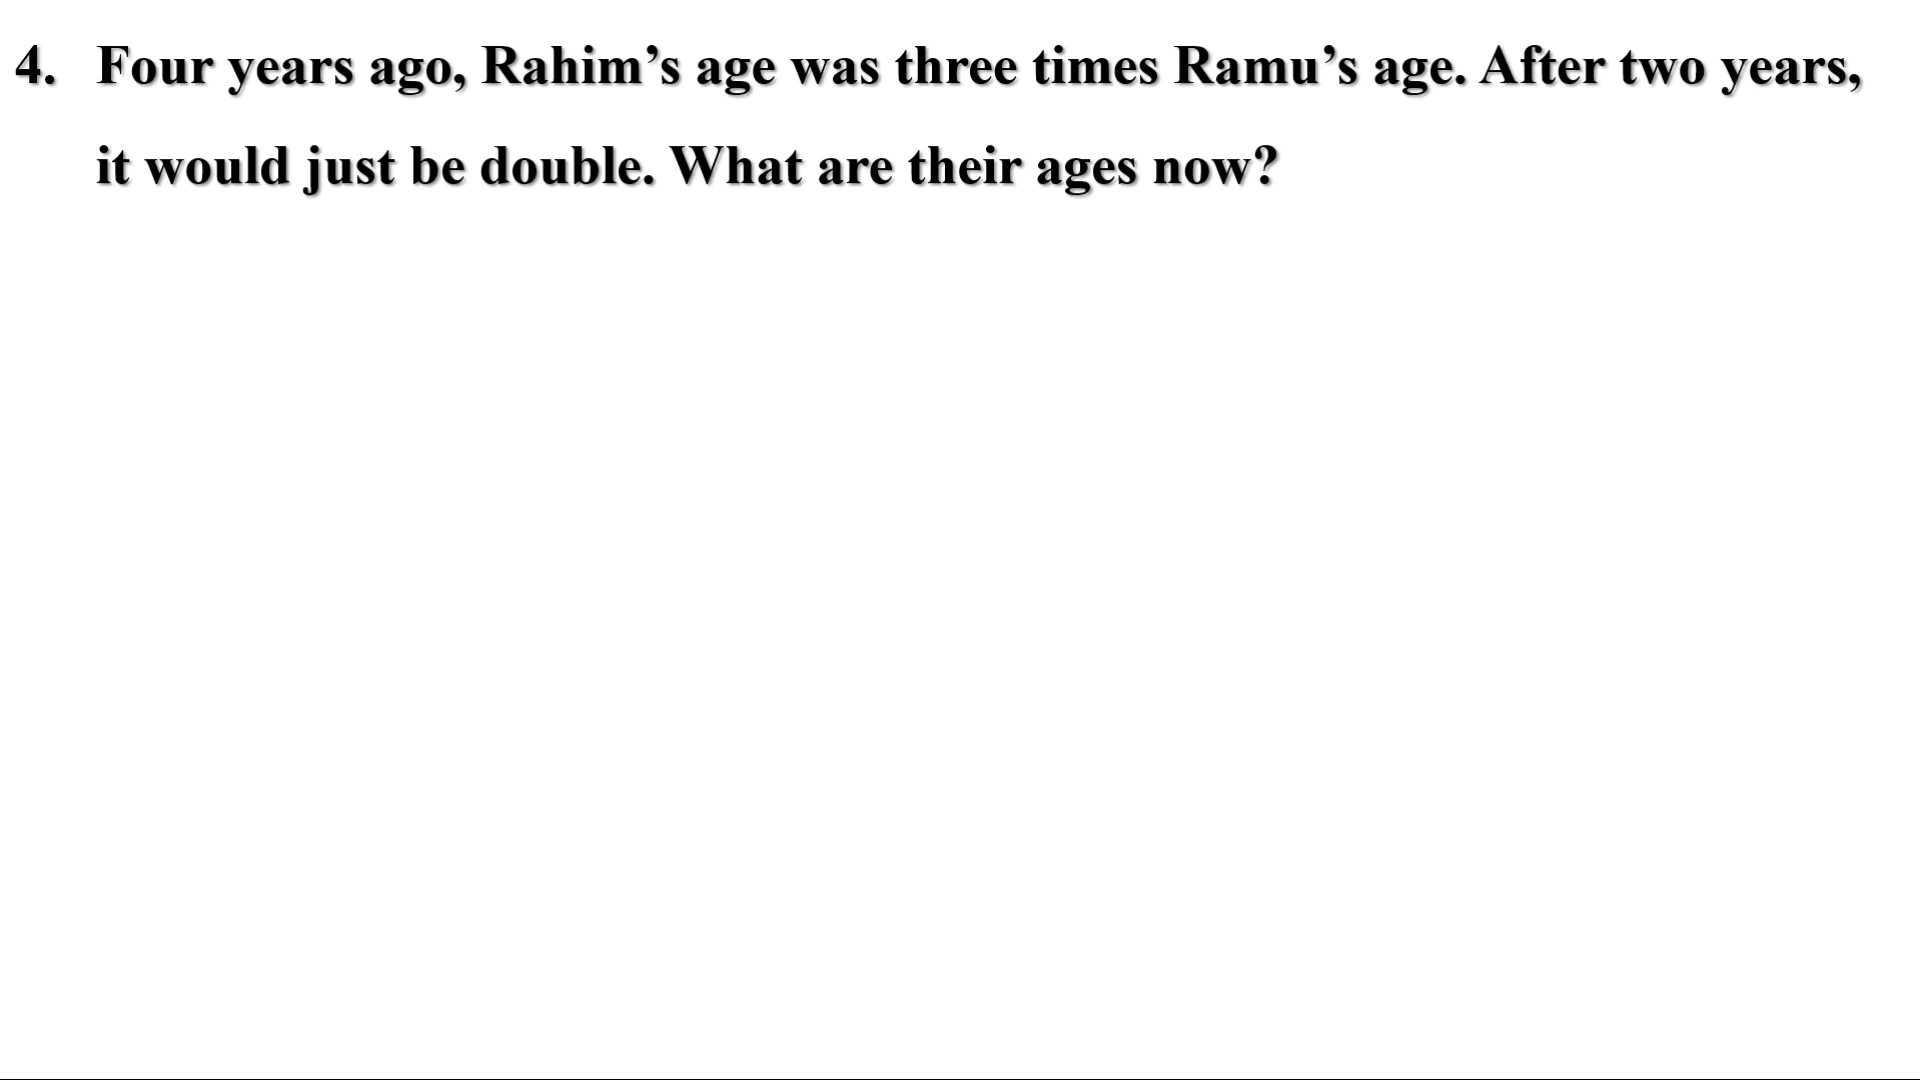 4. Four years ago, Rahim’s age was three times Ramu’s age. After two years,
it would just be double. What are their ages now?